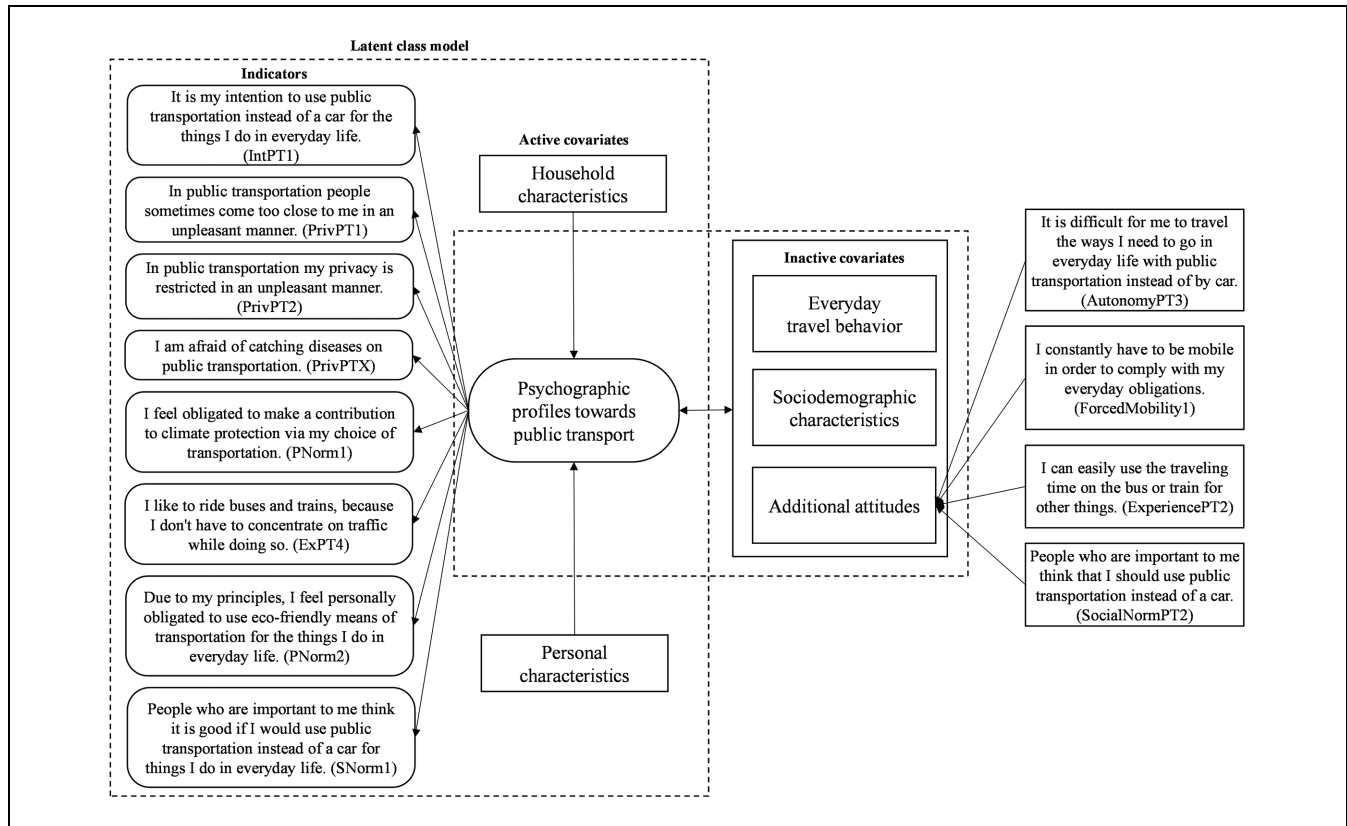 Latent class model
Indicators
It is my intention to use public
transportation instead of a car for the
things I do in everyday life.
(IntPT1)
In public transportation people
sometimes come too close to me in an
unpleasant manner. (PrivPT1)
In public transportation my privacy is
restricted in an unpleasant manner.
(PrivPT2)
I am afraid of catching diseases on
public transportation. (PrivPTX)
I feel obligated to make a contribution
to climate protection via my choice of
transportation. (PNorm1)
I like to ride buses and trains, because
I don't have to concentrate on traffic
while doing so. (ExPT4)
Due to my principles, I feel personally
obligated to use eco-friendly means of
transportation for the things I do in
everyday life. (PNorm2)
People who are important to me think
it is good if I would use public
transportation instead of a car for
things I do in everyday life. (SNorm1)
Active covariates
Household
characteristics
Psychographic
profiles towards
public transport
Personal
characteristics
Inactive covariates
Everyday
travel behavior
Sociodemographic
characteristics
Additional attitudes
It is difficult for me to travel
the ways I need to go in
everyday life with public
transportation instead of by car.
(AutonomyPT3)
I constantly have to be mobile
in order to comply with my
everyday obligations.
(ForcedMobility1)
I can easily use the traveling
time on the bus or train for
other things. (ExperiencePT2)
People who are important to me
think that I should use public
transportation instead of a car.
(SocialNormPT2)